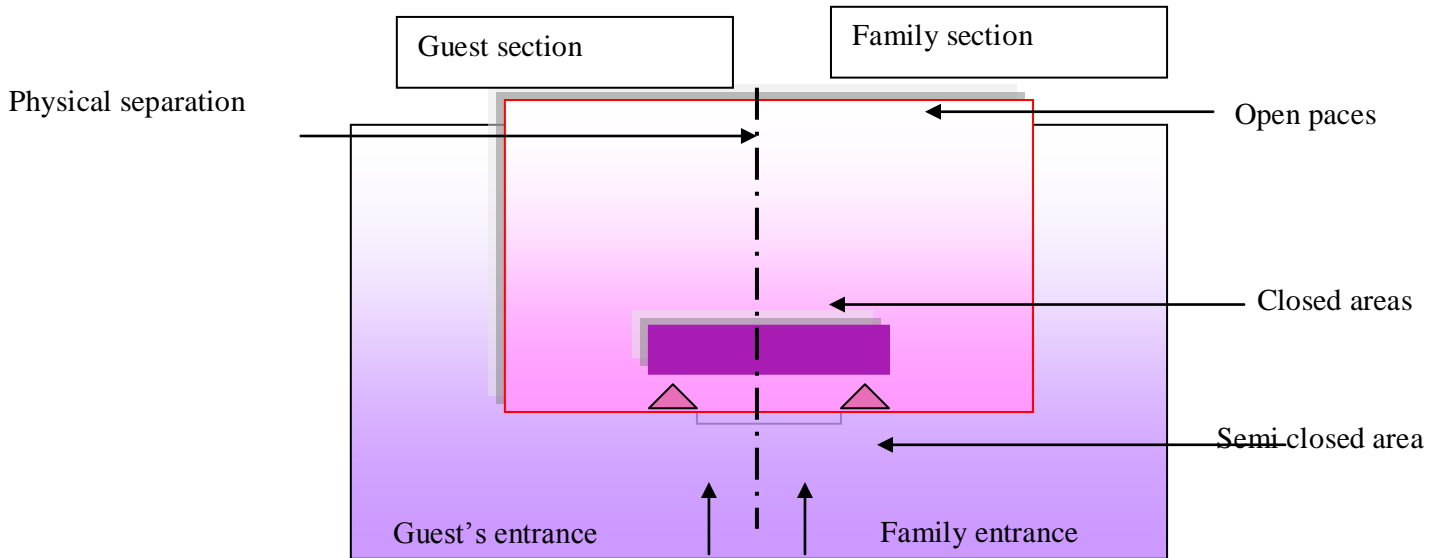 Guest section
Family section
Physical separation
Open paces
Closed areas
Semi closed area
Guest’s entrance
Family entrance